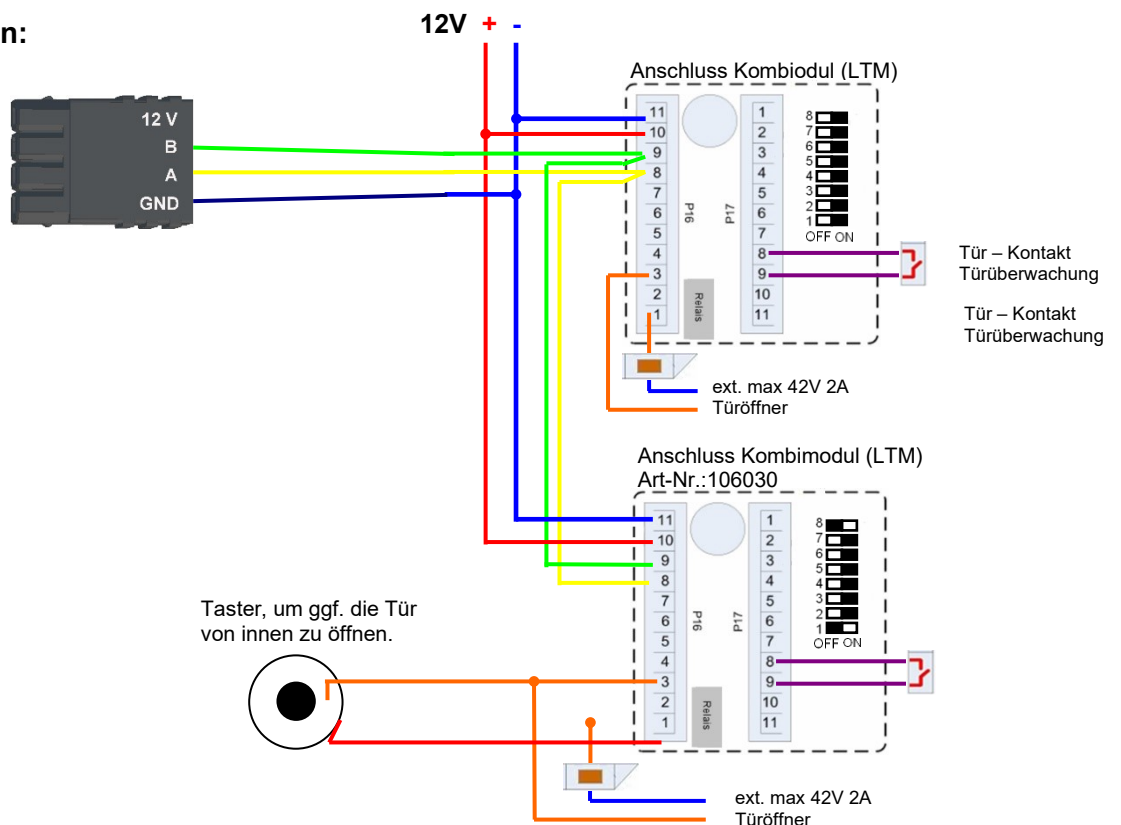 n:
12V + -
12 V
B
A
GND
Anschluss Kombiodul (LTM)
11
10
9
8
7
6
5
4
3
2
1
P16
Relais
P17
1
2
3
4
5
6
7
8
9
10
11
8
7
6
5
4
3
2
1
OFF ON
Tür – Kontakt
Türüberwachung
Tür – Kontakt
Türüberwachung
ext. max 42V 2A
Türöffner
Anschluss Kombimodul (LTM)
Art-Nr.:106030
11
10
9
8
7
6
5
4
3
2
1
P16
Relais
P17
1
2
3
4
5
6
7
8
9
10
11
8
7
6
5
4
3
2
1
OFF ON
Taster, um ggf. die Tür
von innen zu öffnen.
ext. max 42V 2A
Türöffner